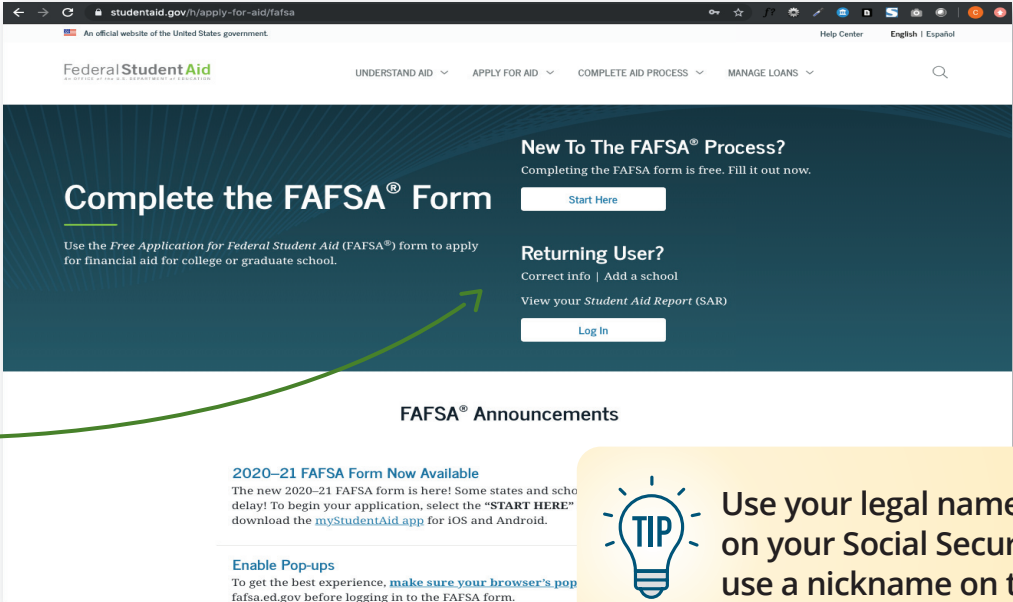 studentaid.gov/h/apply-for-aid/fafsa
An official website of the United States government.
Help Center English | Español
Federal Student Aid
An OFFICE of the U.S. DEPARTMENT of EDUCATION
UNDERSTAND AID APPLY FOR AID COMPLETE AID PROCESS MANAGE LOANS
New To The FAFSA® Process?
Completing the FAFSA form is free. Fill it out now.
Start Here
Complete the FAFSA® Form
Use the Free Application for Federal Student Aid (FAFSA®) form to apply
for financial aid for college or graduate school.
Returning User?
Correct info | Add a school
View your Student Aid Report (SAR)
Log In
FAFSA® Announcements
2020–21 FAFSA Form Now Available
The new 2020–21 FAFSA form is here! Some states and scho
delay! To begin your application, select the "START HERE"
download the myStudentAid app for iOS and Android.
Enable Pop-ups
To get the best experience, make sure your browser's pop
fafsa.ed.gov before logging in to the FAFSA form.
TIP
Use your legal name
on your Social Secur
use a nickname on t